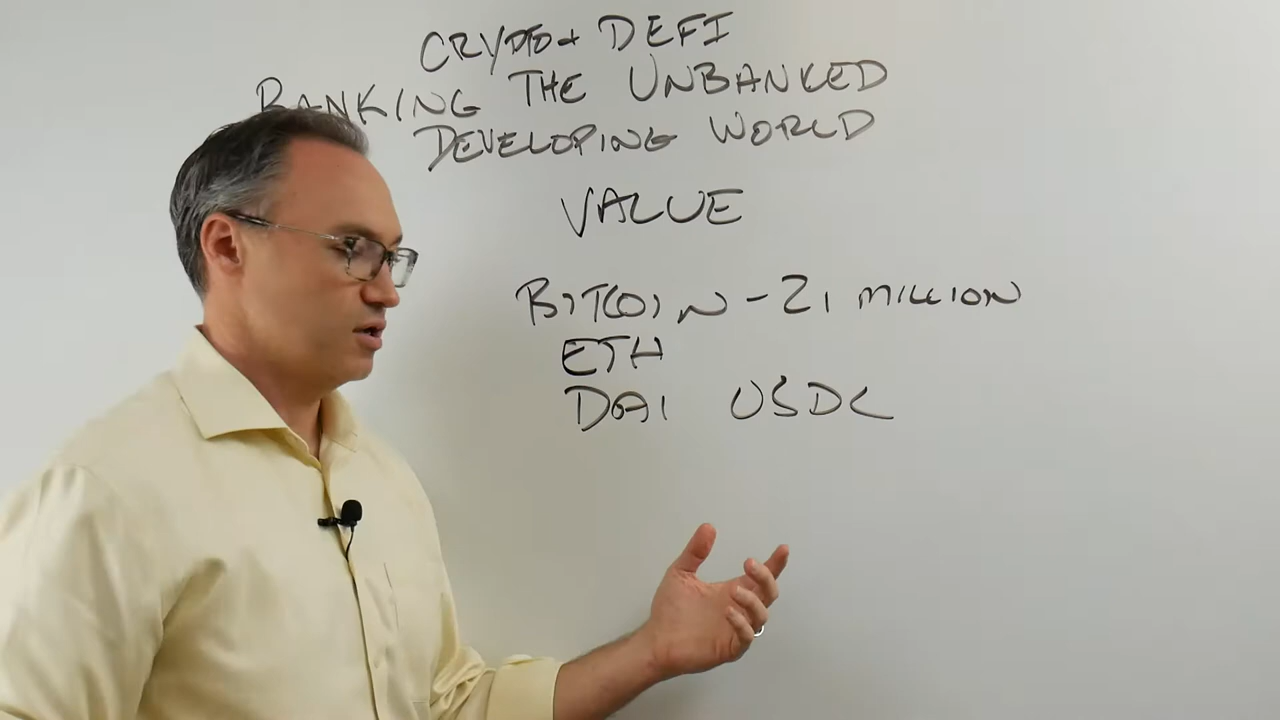 CRYPTO + DEFI
BANKING THE UNBANKED
DEVELOPING WORLD
VALUE
BITCOIN - 21 MILLION
ETH
DAI USDC